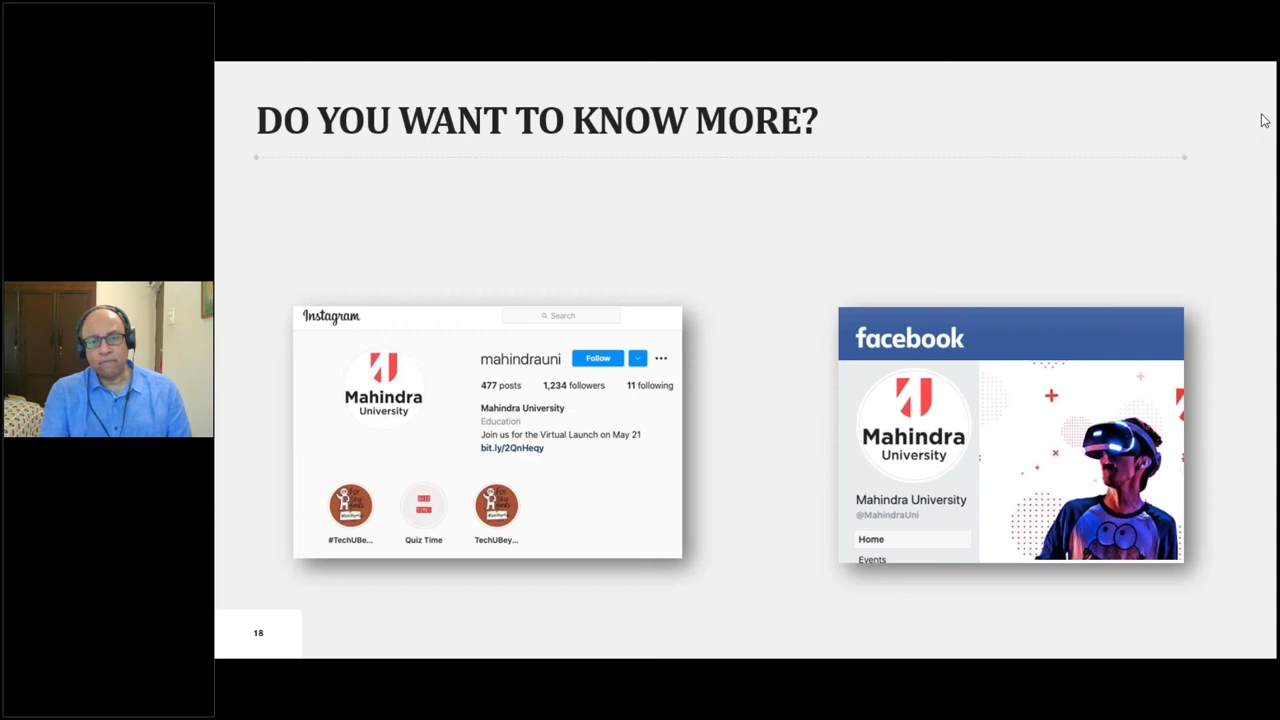 DO YOU WANT TO KNOW MORE?
Instagram
Search
Mahindra
University
mahindrauni
Follow
477 posts 1,234 followers 11 following
Mahindra University
Education
Join us for the Virtual Launch on May 21
bit.ly/2QnHeqy
#TechUBe... Quiz Time TechUBey...
facebook
Mahindra
University
Mahindra University
@MahindraUni
Home
Events
18